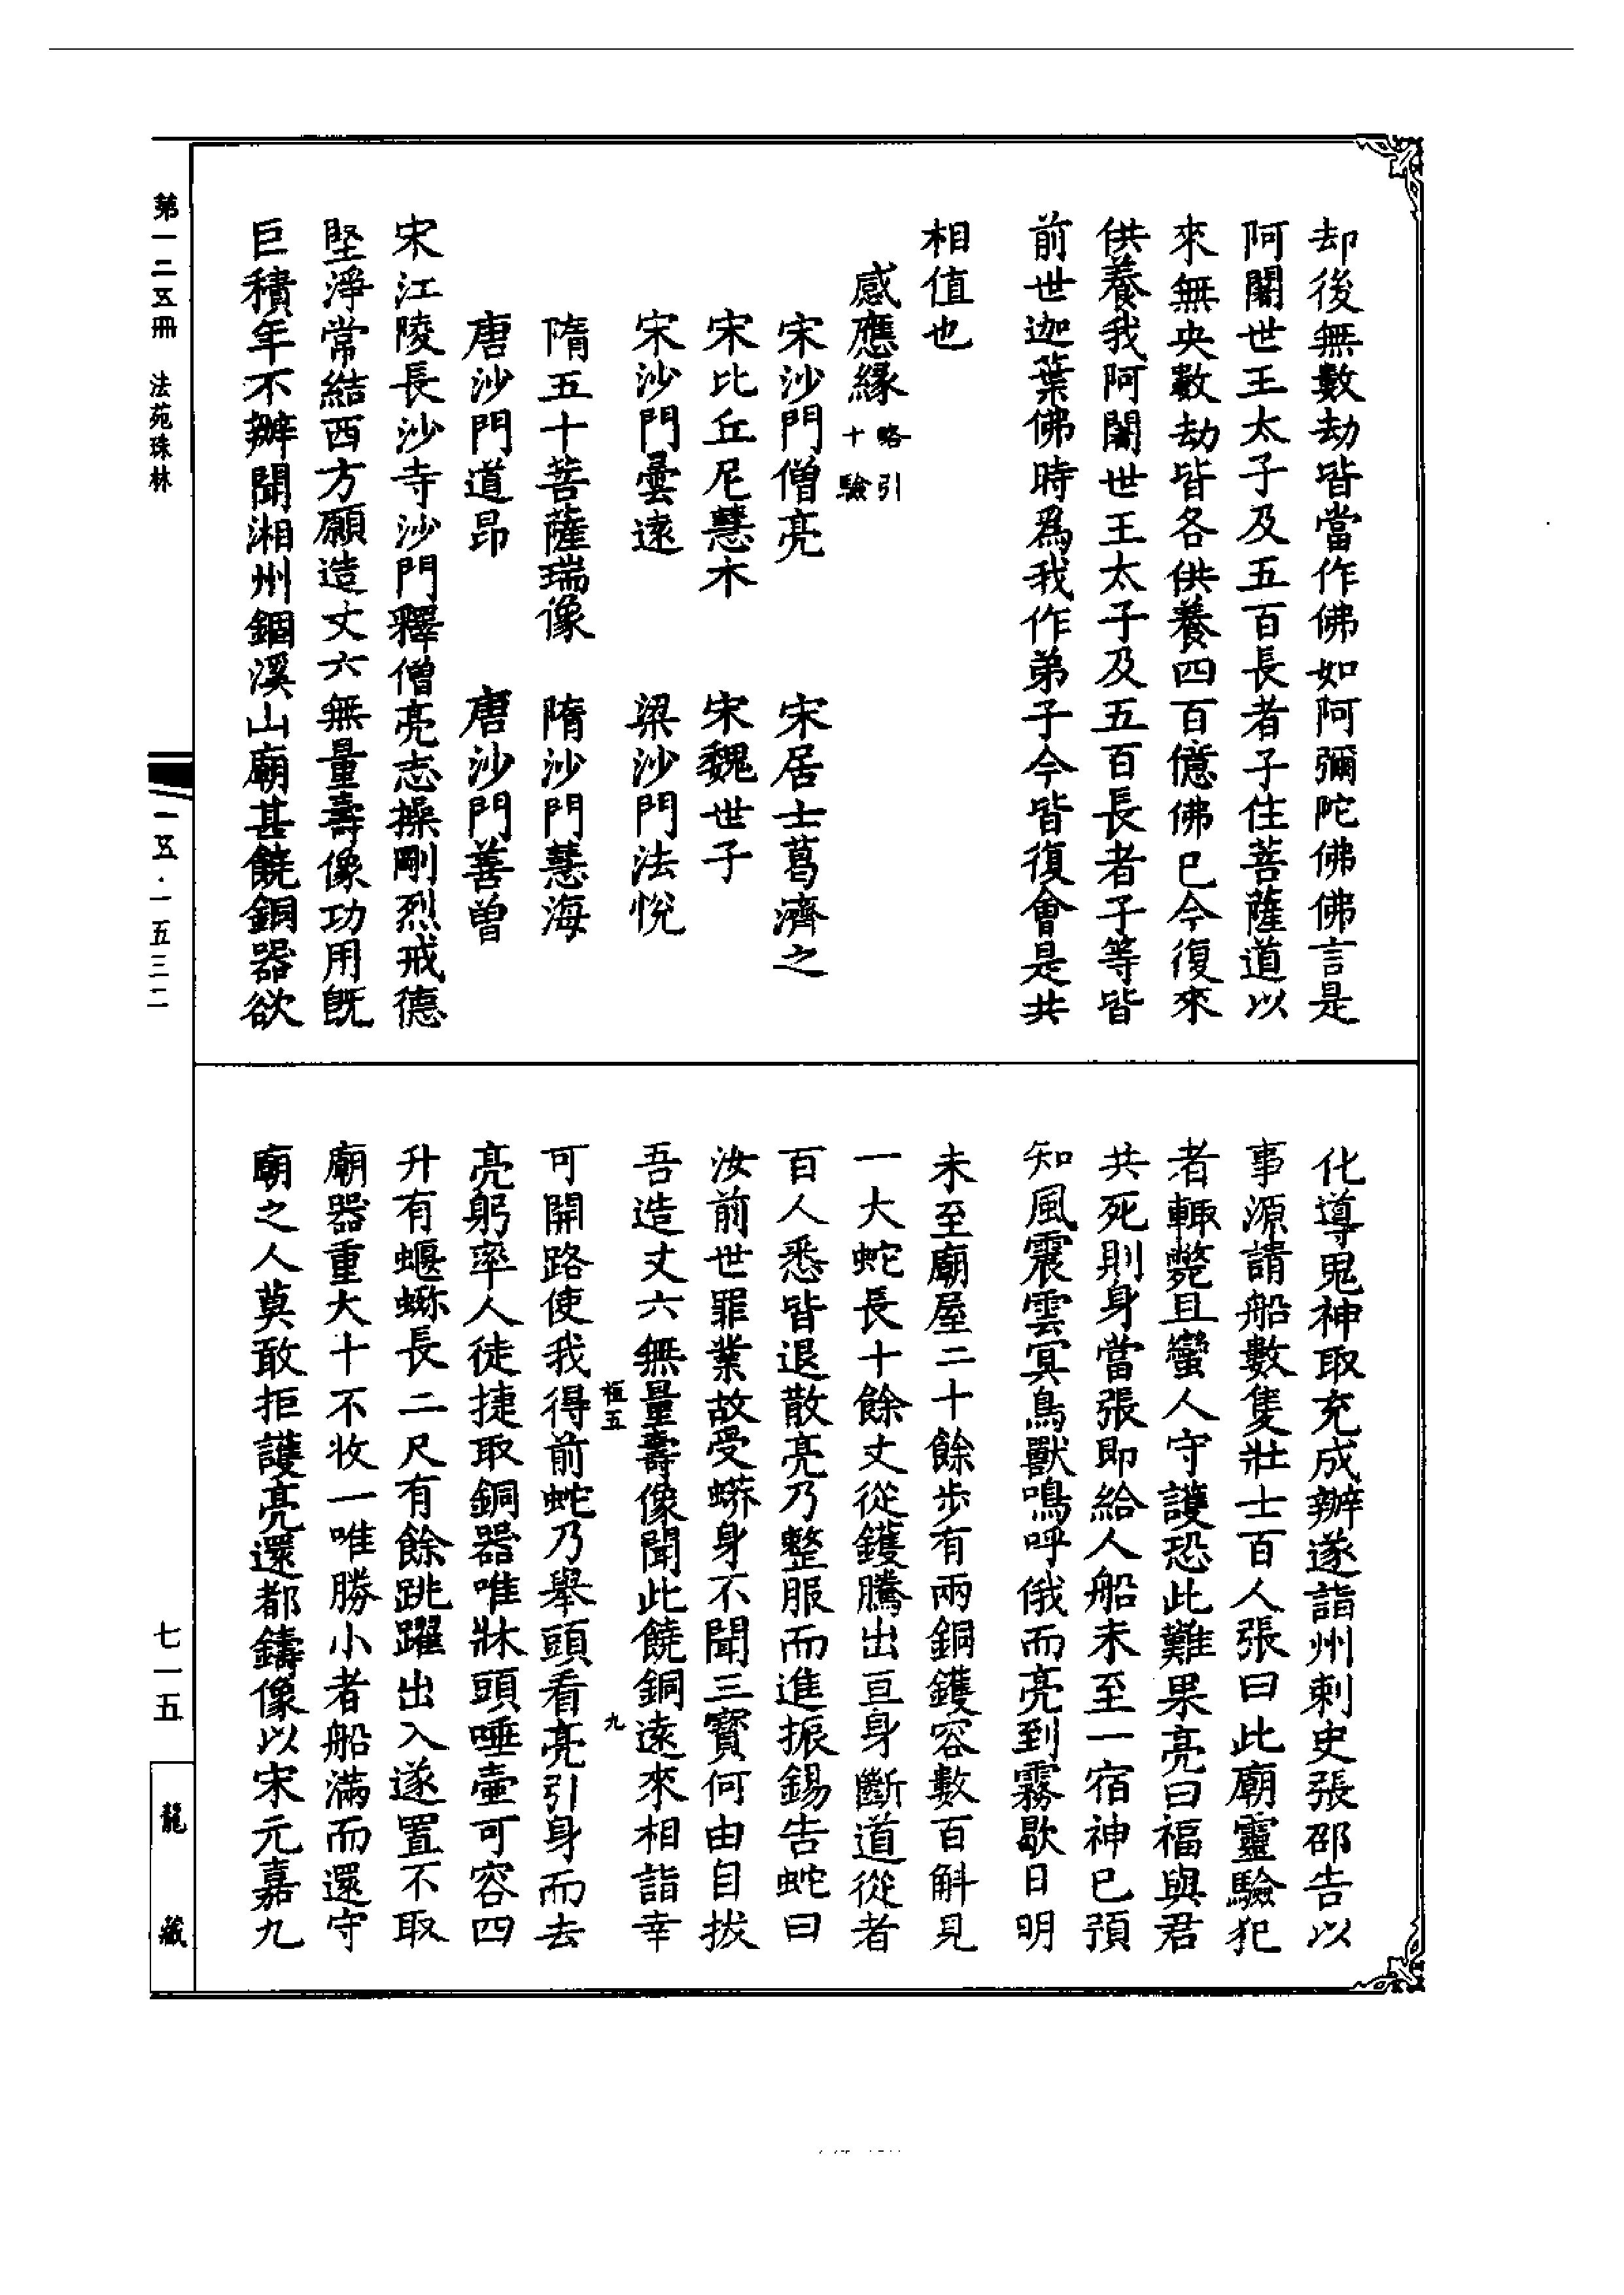 却後無數劫皆當作佛如阿彌陀佛佛言是
阿闍世王太子及五百長者子住菩薩道以
來無央數劫皆各供養四百億佛已今復來
供養我阿闍世王太子及五百長者子等皆
前世迦葉佛時爲我作弟子今皆復會是共
相值也
感應緣略引十驗
宋沙門僧亮 宋居士葛濟之
宋比丘尼慧木 宋魏世子
宋沙門曇遠 梁沙門法悅
隋五十菩薩瑞像 隋沙門慧海
唐沙門道昂 唐沙門善曽
宋江陵長沙寺沙門釋僧亮志操剛烈戒德
堅淨常結西方願造丈六無量壽像功用旣
巨積年不辦聞湘州錮溪山廟甚饒銅器欲
化導鬼神取充成辦遂詣州刺史張邵告以
事源請船數隻壯士百人張曰此廟靈驗犯
者輙斃且蠻人守護恐此難果亮曰福與君
共死則身當張即給人船未至一宿神已預
知風震雲冥鳥獸鳴呼俄而亮到霧歇日明
未至廟屋二十餘步有兩銅鑊容數百斛見
一大蛇長十餘丈從鑊騰出亘身斷道從者
百人悉皆退散亮乃整服而進振錫告蛇曰
汝前世罪業故受蟒身不聞三寶何由自拔
吾造丈六無量壽像聞此饒銅遠來相詣幸
可開路使我得前蛇乃舉頭看亮引身而去
亮躬率人徒捷取銅器唯牀頭唾壷可容四
升有蝘蜥長二尺有餘跳躍出入遂置不取
廟器重大十不收一唯勝小者船滿而還守
廟之人莫敢拒護亮還都鑄像以宋元嘉九
第一二五冊 法苑珠林
一五·一五三二
七一五
龍藏
桓五
九